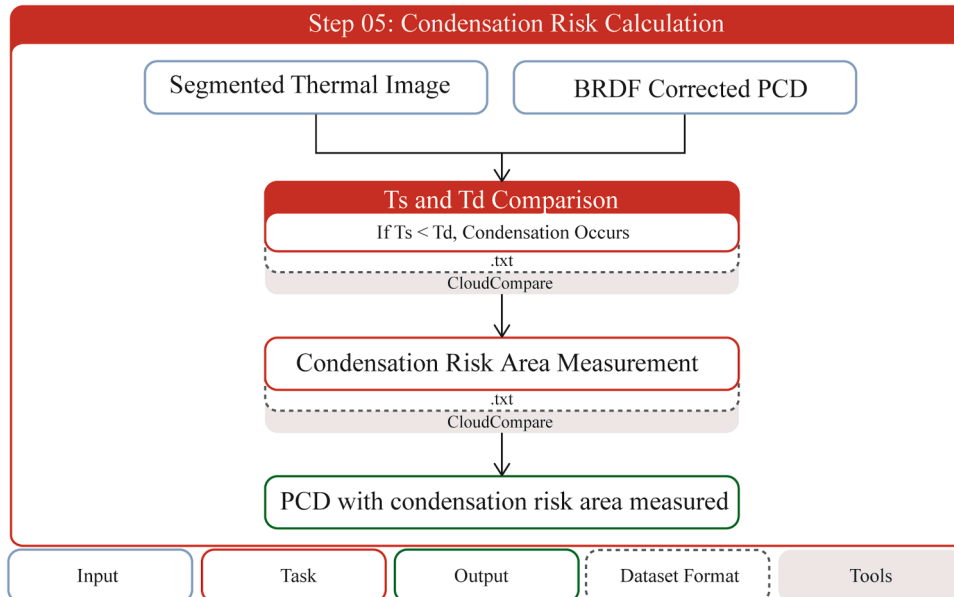 Step 05: Condensation Risk Calculation
Segmented Thermal Image
BRDF Corrected PCD
Ts and Td Comparison
If Ts < Td, Condensation Occurs
.txt
CloudCompare
Condensation Risk Area Measurement
.txt
CloudCompare
PCD with condensation risk area measured
Input
Task
Output
Dataset Format
Tools